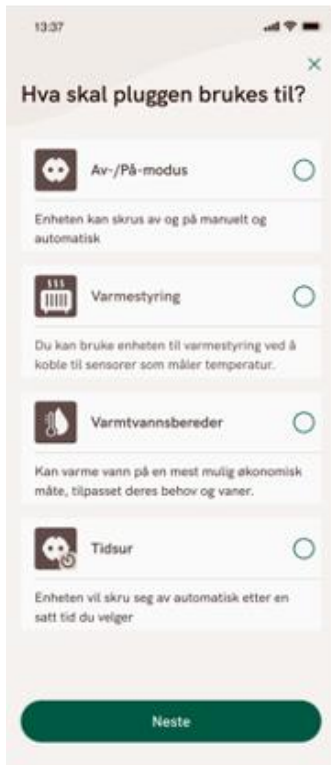 13:37
Hva skal pluggen brukes til?
Av-/På-modus
Enheten kan skrus av og på manuelt og
automatisk
Varmestyring
Du kan bruke enheten til varmestyring ved å
koble til sensorer som måler temperatur.
Varmtvannsbereder
Kan varme vann på en mest mulig økonomisk
måte, tilpasset deres behov og vaner.
Tidsur
Enheten vil skru seg av automatisk etter en
satt tid du velger
Neste